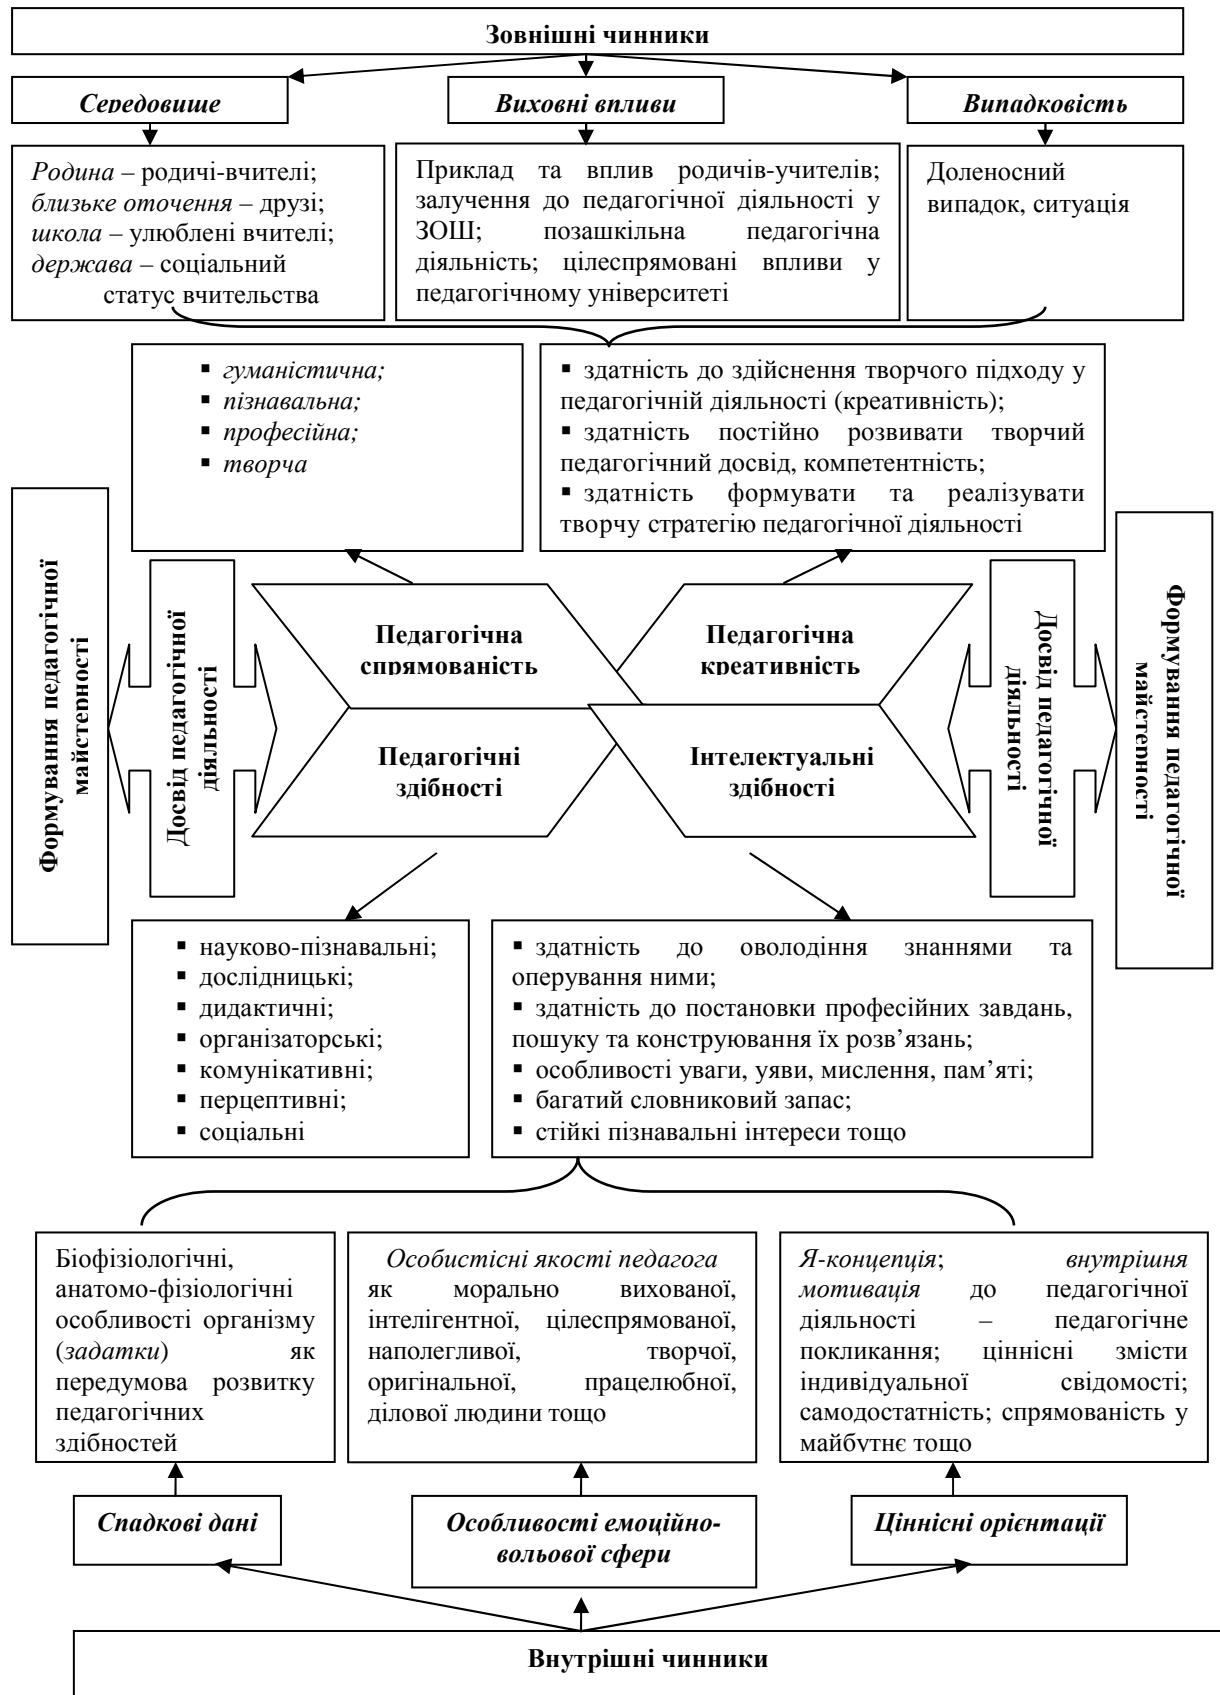 Зовнішні чинники
Середовище
Виховні впливи
Випадковість
Родина – родичі-вчителі;
близьке оточення – друзі;
школа – улюблені вчителі;
держава – соціальний
статус вчительства
Приклад та вплив родичів-учителів;
залучення до педагогічної діяльності у
ЗОШ; позашкільна педагогічна
діяльність; цілеспрямовані впливи у
педагогічному університеті
Доленосний
випадок, ситуація
▪ гуманістична;
▪ пізнавальна;
▪ професійна;
▪ творча
▪ здатність до здійснення творчого підходу у
педагогічній діяльності (креативність);
▪ здатність постійно розвивати творчий
педагогічний досвід, компетентність;
▪ здатність формувати та реалізувати
творчу стратегію педагогічної діяльності
Формування педагогічної
майстерності
Досвід педагогічної
діяльності
Педагогічна
спрямованість
Педагогічна
креативність
Педагогічні
здібності
Інтелектуальні
здібності
Досвід педагогічної
діяльності
Формування педагогічної
майстерності
▪ науково-пізнавальні;
▪ дослідницькі;
▪ дидактичні;
▪ організаторські;
▪ комунікативні;
▪ перцептивні;
▪ соціальні
▪ здатність до оволодіння знаннями та
оперування ними;
▪ здатність до постановки професійних завдань,
пошуку та конструювання їх розв’язань;
▪ особливості уваги, уяви, мислення, пам’яті;
▪ багатий словниковий запас;
▪ стійкі пізнавальні інтереси тощо
Біофізіологічні,
анатомо-фізіологічні
особливості організму
(задатки) як
передумова розвитку
педагогічних
здібностей
Особистісні якості педагога
як морально вихованої,
інтелігентної, цілеспрямованої,
наполегливої, творчої,
оригінальної, працелюбної,
ділової людини тощо
Я-концепція; внутрішня
мотивація до педагогічної
діяльності – педагогічне
покликання; ціннісні змісти
індивідуальної свідомості;
самодостатність; спрямованість у
майбутнє тощо
Спадкові дані
Особливості емоційно-
вольової сфери
Ціннісні орієнтації
Внутрішні чинники